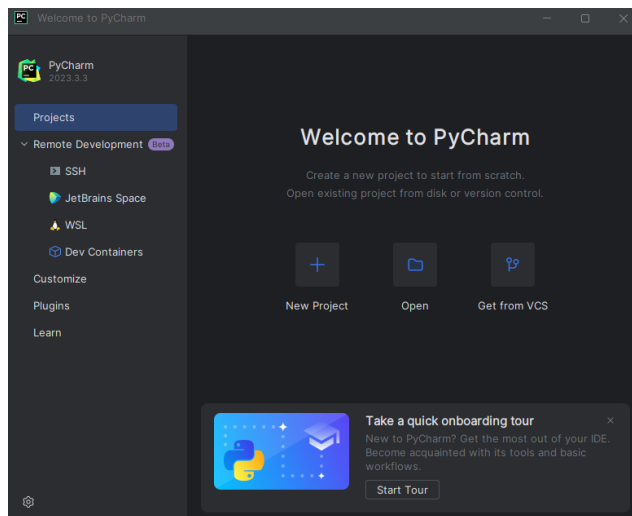 PC
Welcome to PyCharm
PC
PyCharm
2023.3.3
Projects
Remote Development Beta
SSH
JetBrains Space
WSL
Dev Containers
Customize
Plugins
Learn
Welcome to PyCharm
Create a new project to start from scratch.
Open existing project from disk or version control.
New Project
Open
Get from VCS
Take a quick onboarding tour
New to PyCharm? Get the most out of your IDE.
Become acquainted with its tools and basic
workflows.
Start Tour